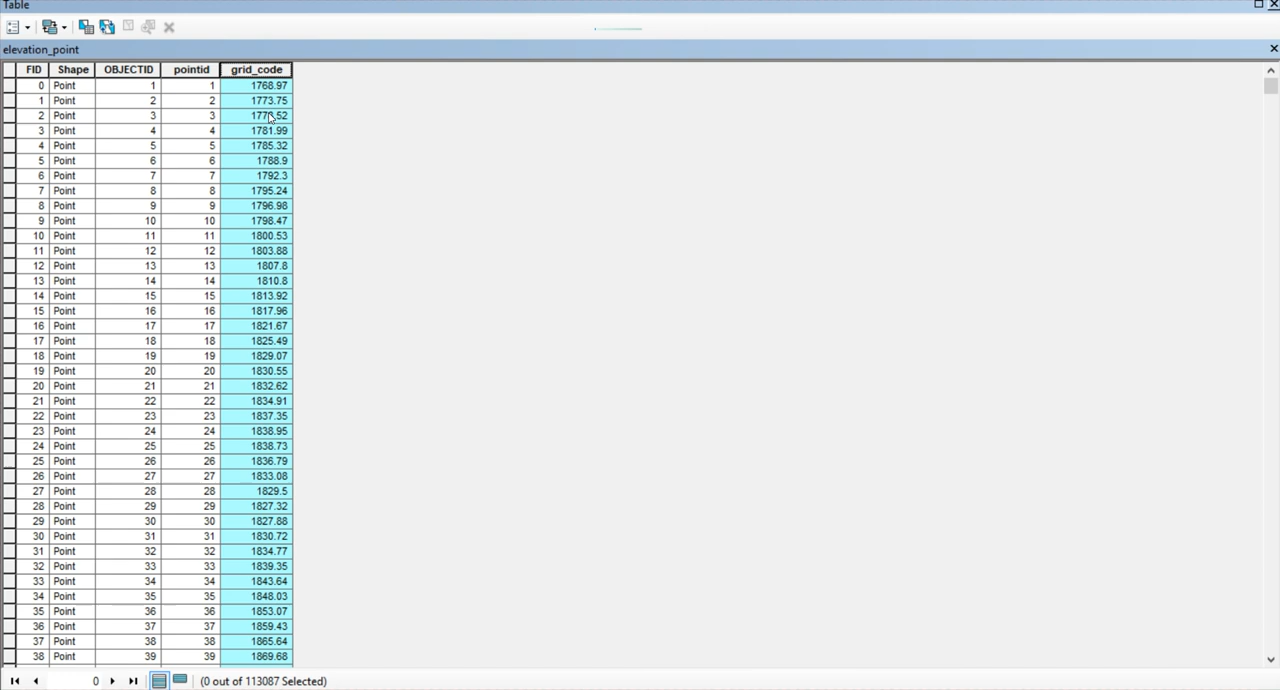 Table
elevation_point
FID Shape OBJECTID pointid grid_code
0 Point 1 1 1768.97
1 Point 2 2 1773.75
2 Point 3 3
3 Point 4 4 1781.99
4 Point 5 5 1785.32
5 Point 6 6 1788.9
6 Point 7 7 1792.3
7 Point 8 8 1795.24
8 Point 9 9 1796.98
9 Point 10 10 1798.47
10 Point 11 11 1800.53
11 Point 12 12 1803.88
12 Point 13 13 1807.8
13 Point 14 14 1810.8
14 Point 15 15 1813.92
15 Point 16 16 1817.96
16 Point 17 17 1821.67
17 Point 18 18 1825.49
18 Point 19 19 1829.07
19 Point 20 20 1830.55
20 Point 21 21 1832.62
21 Point 22 22 1834.91
22 Point 23 23 1837.35
23 Point 24 24 1838.95
24 Point 25 25 1838.73
25 Point 26 26 1836.79
26 Point 27 27 1833.08
27 Point 28 28 1829.5
28 Point 29 29 1827.32
29 Point 30 30 1827.88
30 Point 31 31 1830.72
31 Point 32 32 1834.77
32 Point 33 33 1839.35
33 Point 34 34 1843.64
34 Point 35 35 1848.03
35 Point 36 36 1853.07
36 Point 37 37 1859.43
37 Point 38 38 1865.64
38 Point 39 39 1869.68
0 (0 out of 113087 Selected)